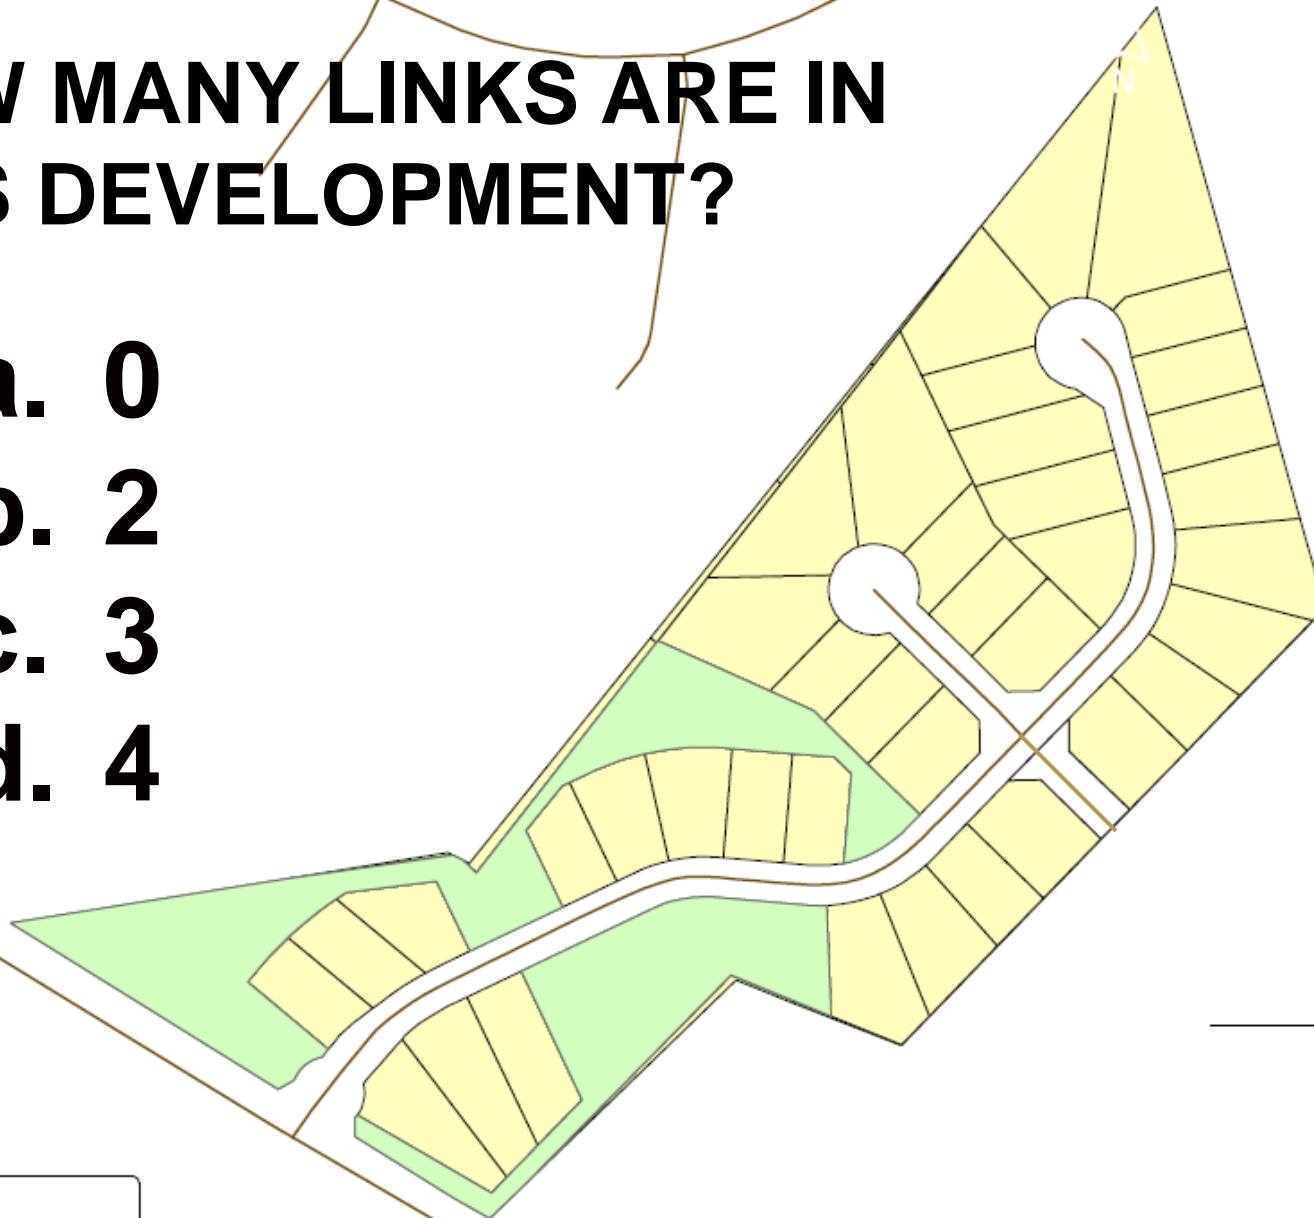 W MANY LINKS ARE IN
S DEVELOPMENT?
a. 0
b. 2
c. 3
d. 4